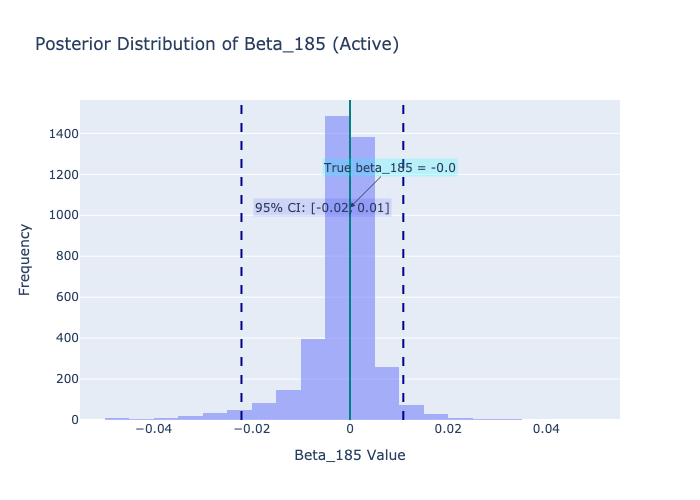 Posterior Distribution of Beta_185 (Active)
1400
1200
1000
800
600
400
200
0
True beta_185 = -0.0
95% CI: [-0.02, 0.01]
Frequency
−0.04
−0.02
0
0.02
0.04
Beta_185 Value